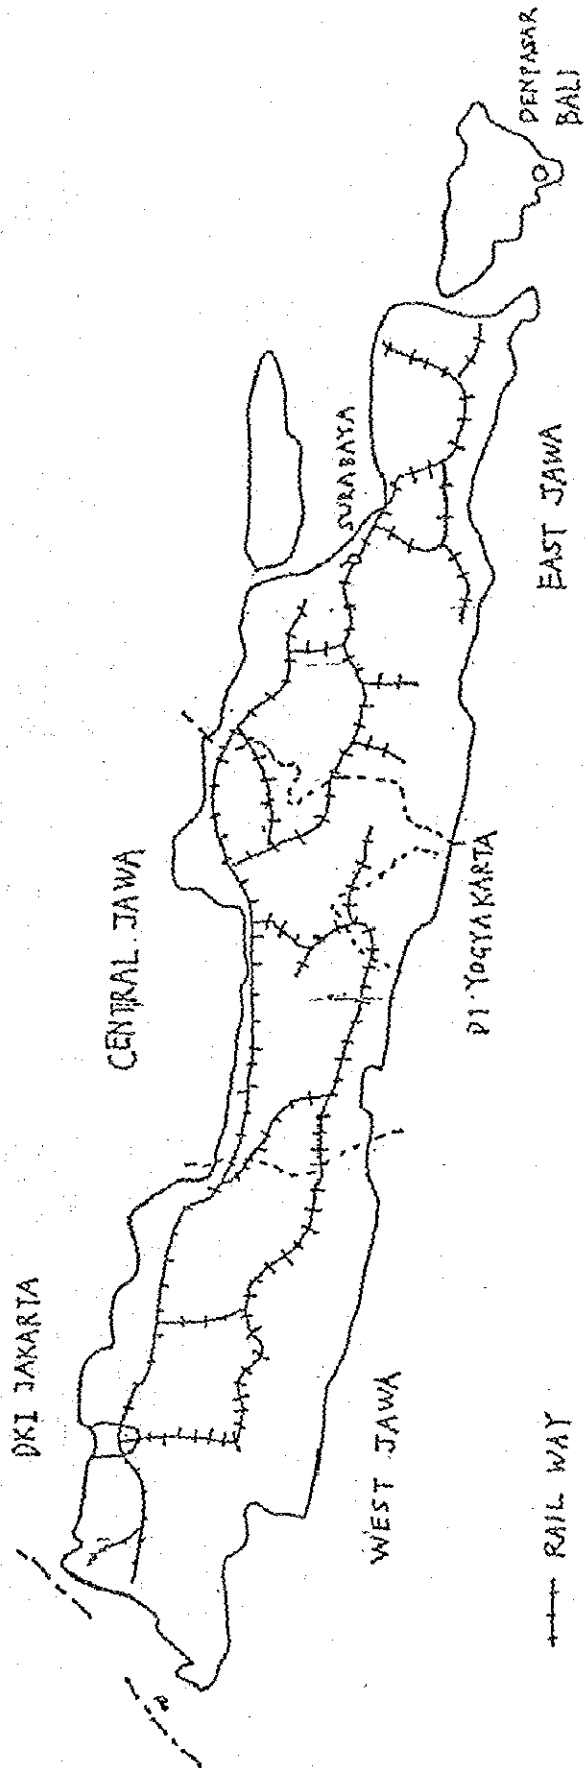 DKI JAKARTA
CENTRAL JAWA
SURABAYA
DENPASAR
BALI
WEST JAWA
DI·YOGYAKARTA
EAST JAWA
RAIL WAY